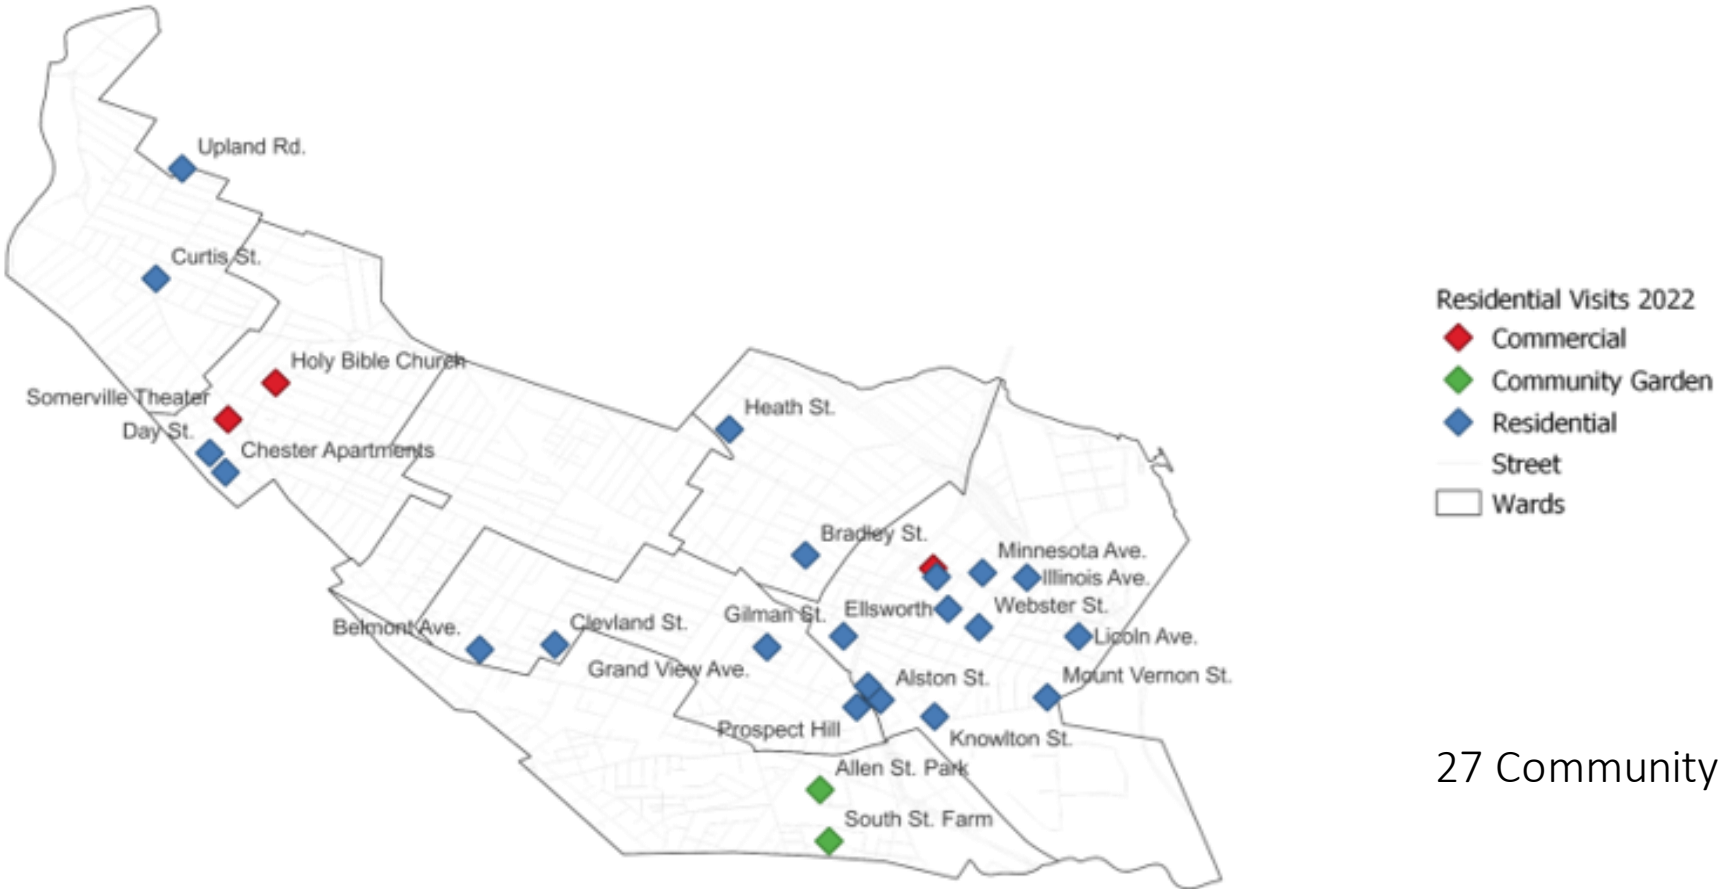 Upland Rd.
Curtis St.
Holy Bible Church
Somerville Theater
Day St.
Chester Apartments
Heath St.
Bradley St.
Minnesota Ave.
Illinois Ave.
Gilman St.
Ellsworth
Webster St.
Belmont Ave.
Clevland St.
Licoln Ave.
Grand View Ave.
Alston St.
Mount Vernon St.
Prospect Hill
Knowlton St.
Allen St. Park
South St. Farm
Residential Visits 2022
Commercial
Community Garden
Residential
Street
Wards
27 Community